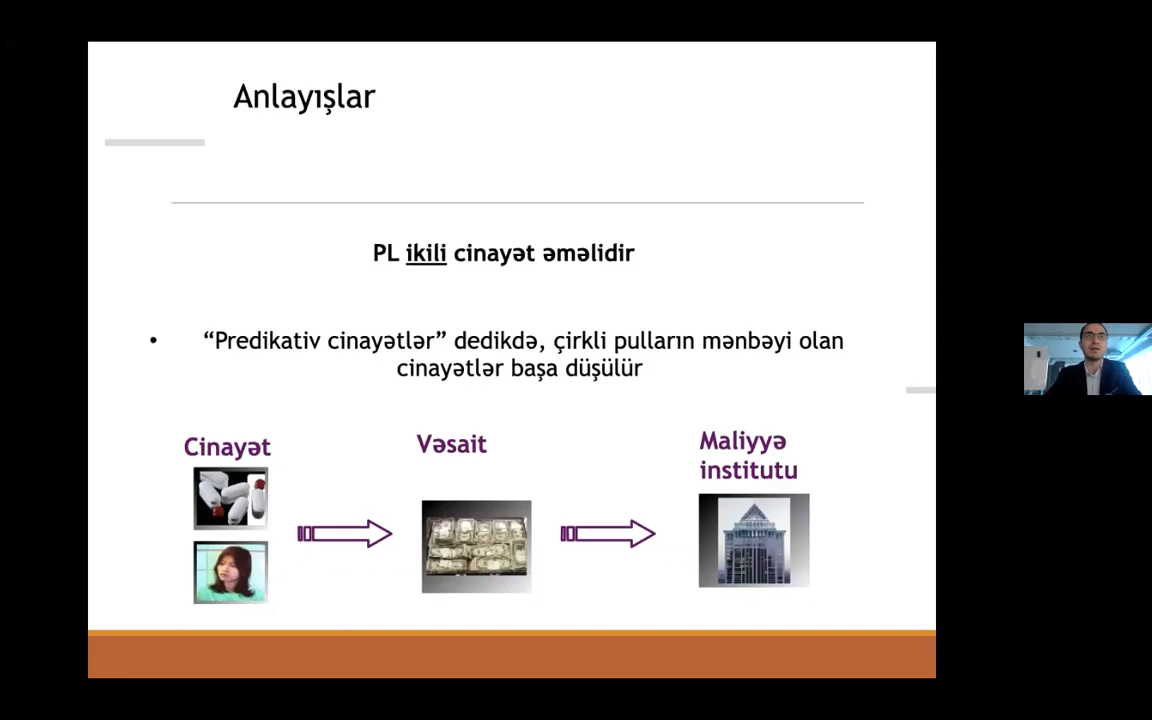 Anlayışlar
PL ikili cinayət əməlidir
• “Predikativ cinayətlər” dedikdə, çirkli pulların mənbəyi olan
cinayətlər başa düşülür
Cinayət
Vəsait
Maliyyə
institutu